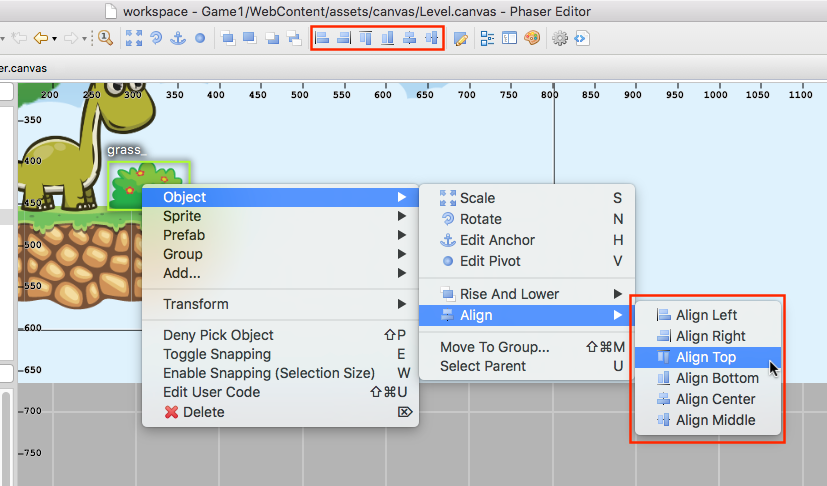 workspace - Game1/WebContent/assets/canvas/Level.canvas - Phaser Editor
er.canvas
200 250 300 350 400 450 500 550 600 650 700 750 800 850 900 950 1000 1050 1100
350
400
450
500
550
600
650
700
750
grass_
Object
Sprite
Prefab
Group
Add...
Transform
Deny Pick Object ⇧P
Toggle Snapping E
Enable Snapping (Selection Size) W
Edit User Code ⇧⌘U
Delete ⌦
Scale S
Rotate N
Edit Anchor H
Edit Pivot V
Rise And Lower
Align
Move To Group... ⇧⌘M
Select Parent U
Align Left
Align Right
Align Top
Align Bottom
Align Center
Align Middle